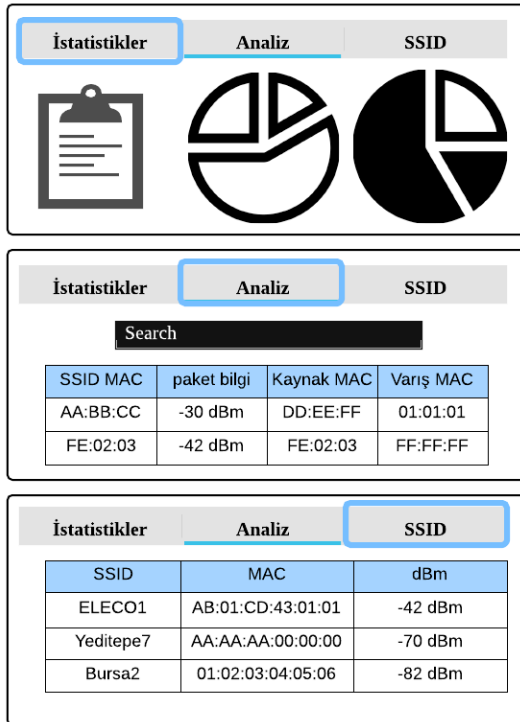 İstatistikler Analiz SSID
İstatistikler Analiz SSID
Search
SSID MAC paket bilgi Kaynak MAC Varış MAC
AA:BB:CC -30 dBm DD:EE:FF 01:01:01
FE:02:03 -42 dBm FE:02:03 FF:FF:FF
İstatistikler Analiz SSID
SSID MAC dBm
ELECO1 AB:01:CD:43:01:01 -42 dBm
Yeditepe7 AA:AA:AA:00:00:00 -70 dBm
Bursa2 01:02:03:04:05:06 -82 dBm